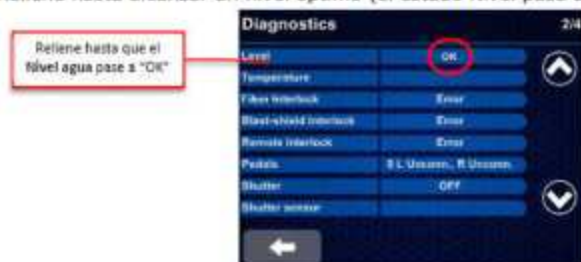 Diagnostics 2/4
Rellene hasta que el
Nivel agua pase a "OK"
Level OK
Temperature
Fiber Interlock Error
Blast-shield Interlock Error
Remote Interlock Error
Pedals
Shutter OFF
Shutter sensor